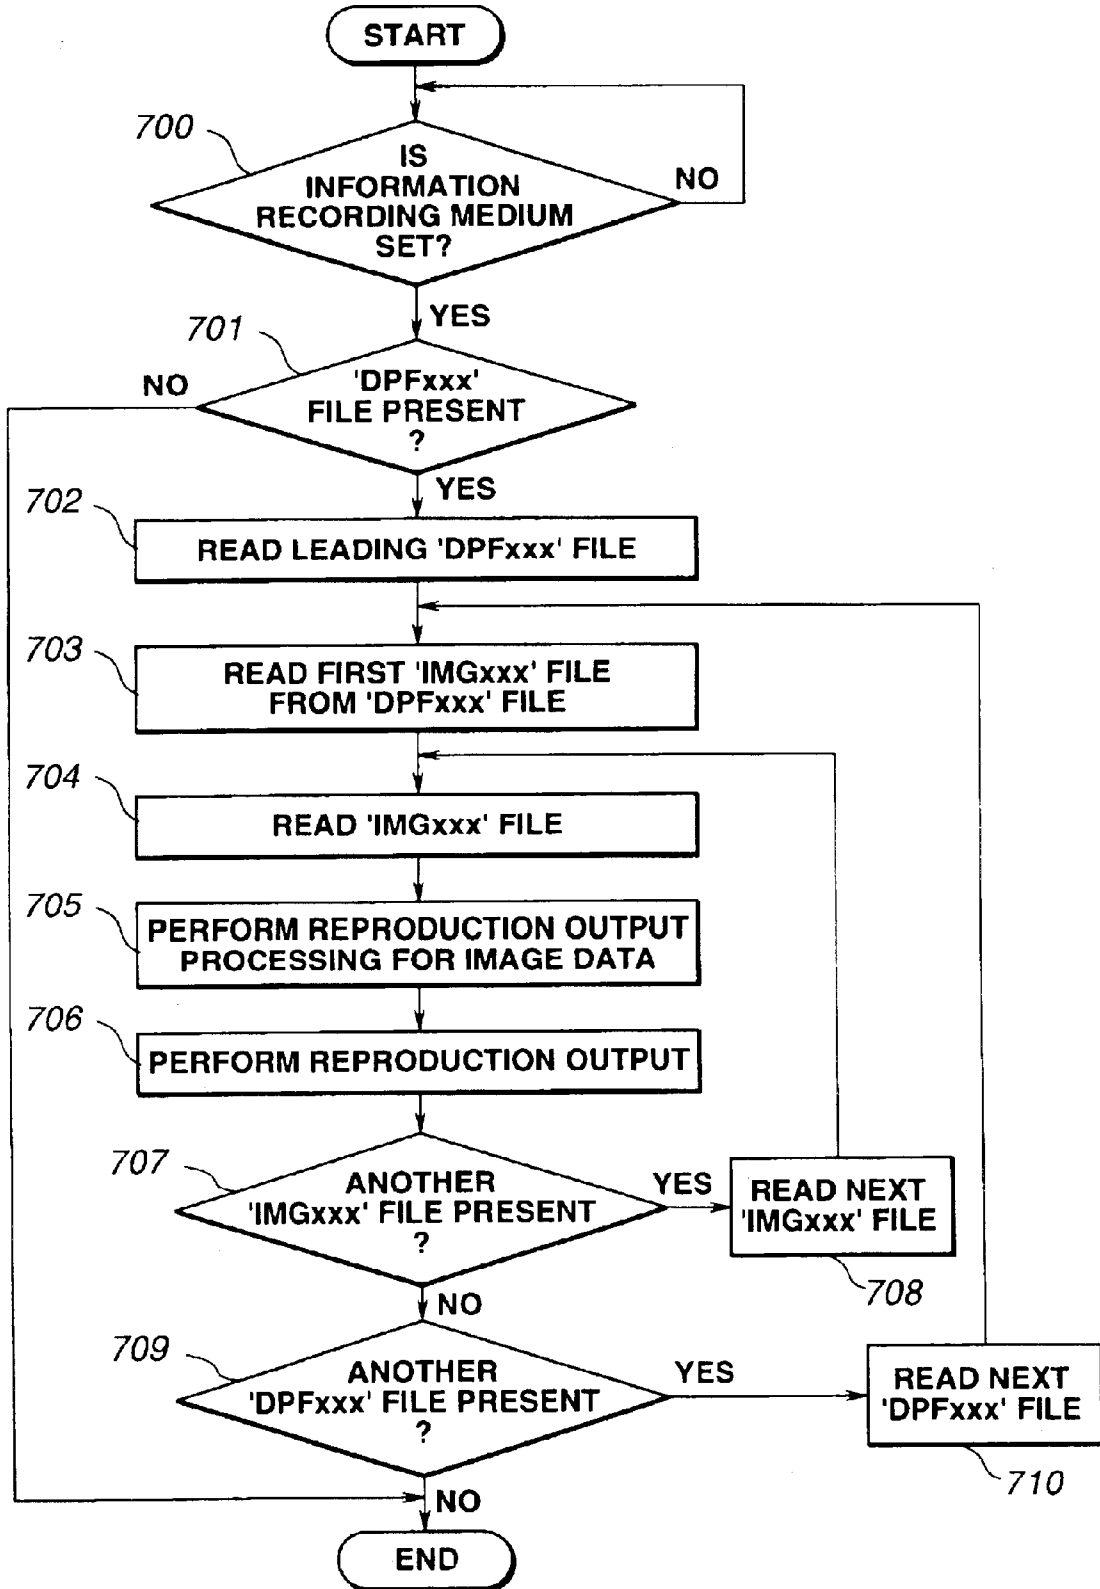 START
700
IS
INFORMATION
RECORDING MEDIUM
SET?
NO
YES
701
NO
'DPFxxx'
FILE PRESENT
?
YES
702
READ LEADING 'DPFxxx' FILE
703
READ FIRST 'IMGxxx' FILE
FROM 'DPFxxx' FILE
704
READ 'IMGxxx' FILE
705
PERFORM REPRODUCTION OUTPUT
PROCESSING FOR IMAGE DATA
706
PERFORM REPRODUCTION OUTPUT
707
ANOTHER
'IMGxxx' FILE PRESENT
?
YES
READ NEXT
'IMGxxx' FILE
708
NO
709
ANOTHER
'DPFxxx' FILE PRESENT
?
YES
READ NEXT
'DPFxxx' FILE
710
NO
END